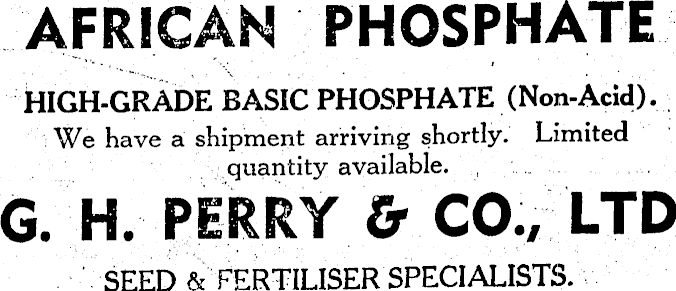 AFRICAN PHOSPHATE
HIGH-GRADE BASIC PHOSPHATE (Non-Acid).
We have a shipment arriving shortly. Limited
quantity available.
G. H. PERRY & CO., LTD
SEED & FERTILISER SPECIALISTS.